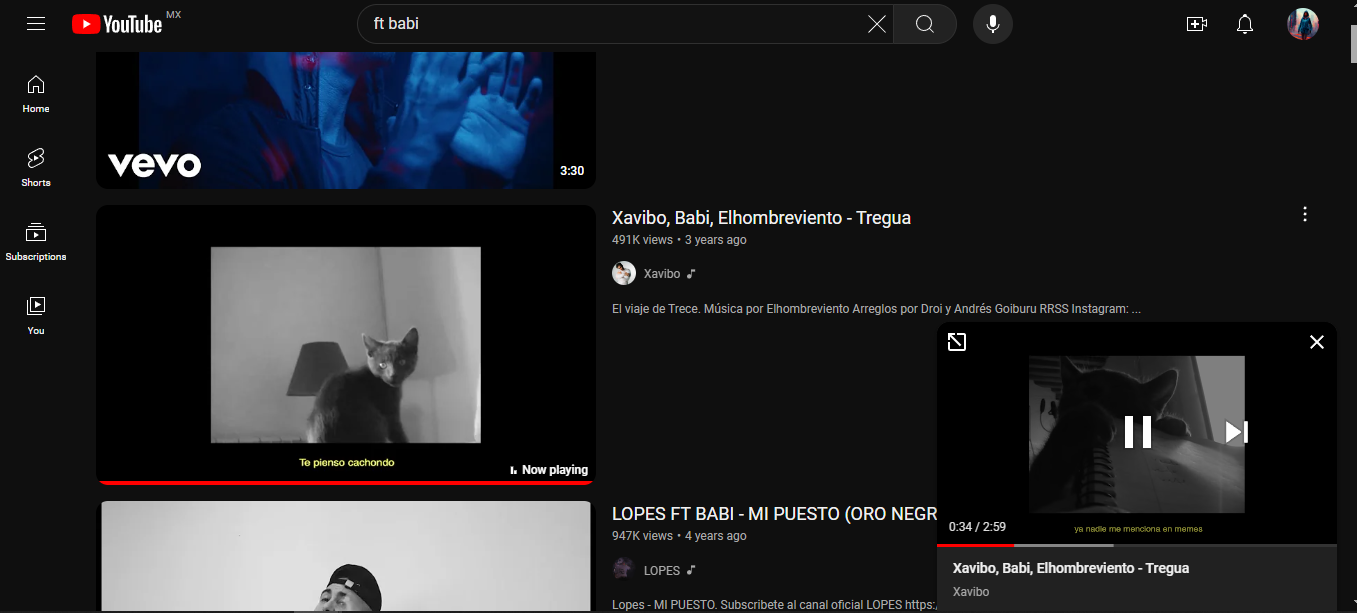 YouTube MX
ft babi
Home
Shorts
Subscriptions
You
vevo
3:30
Te pienso cachondo
Now playing
Xavibo, Babi, Elhombreviento - Tregua
491K views • 3 years ago
Xavibo
El viaje de Trece. Música por Elhombreviento Arreglos por Droi y Andrés Goiburu RRSS Instagram: ...
LOPES FT BABI - MI PUESTO (ORO NEGR
947K views • 4 years ago
LOPES
Lopes - MI PUESTO. Subscribete al canal oficial LOPES https:/
0:34 / 2:59
ya nadie me menciona en memes
Xavibo, Babi, Elhombreviento - Tregua
Xavibo